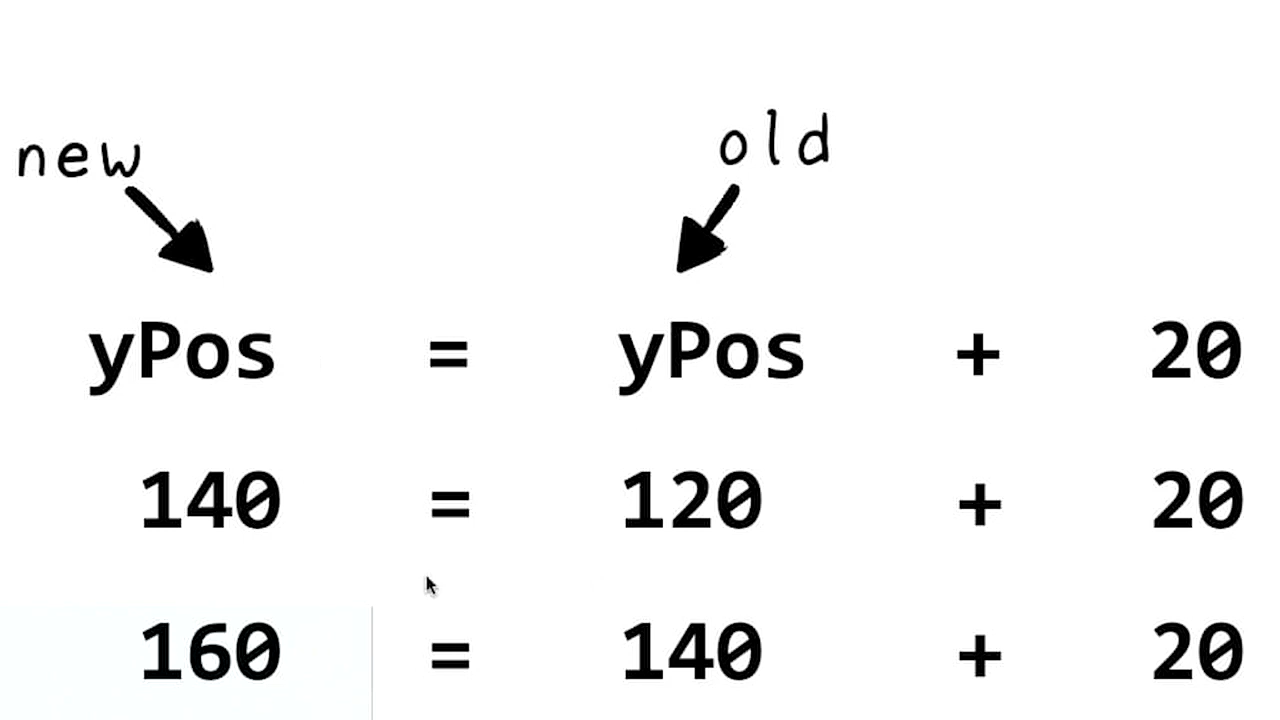 new old
yPos = yPos + 20
140 = 120 + 20
160 = 140 + 20